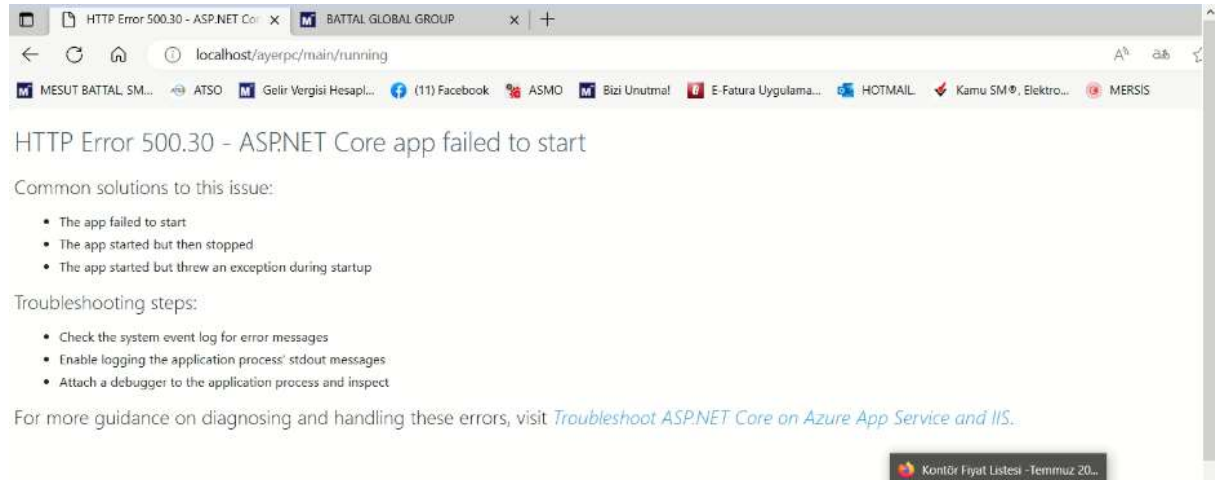 HTTP Error 500.30 - ASP.NET Cor
BATTAL GLOBAL GROUP
localhost/ayerpc/main/running
MESUT BATTAL, SM...
ATSO
Gelir Vergisi Hesapl...
(11) Facebook
ASMO
Bizi Unutma!
E-Fatura Uygulama...
HOTMAIL
Kamu SM®, Elektro...
MERSIS
HTTP Error 500.30 - ASP.NET Core app failed to start
Common solutions to this issue:
• The app failed to start
• The app started but then stopped
• The app started but threw an exception during startup
Troubleshooting steps:
• Check the system event log for error messages
• Enable logging the application process' stdout messages
• Attach a debugger to the application process and inspect
For more guidance on diagnosing and handling these errors, visit Troubleshoot ASP.NET Core on Azure App Service and IIS.
Kontör Fiyat Listesi -Temmuz 20...